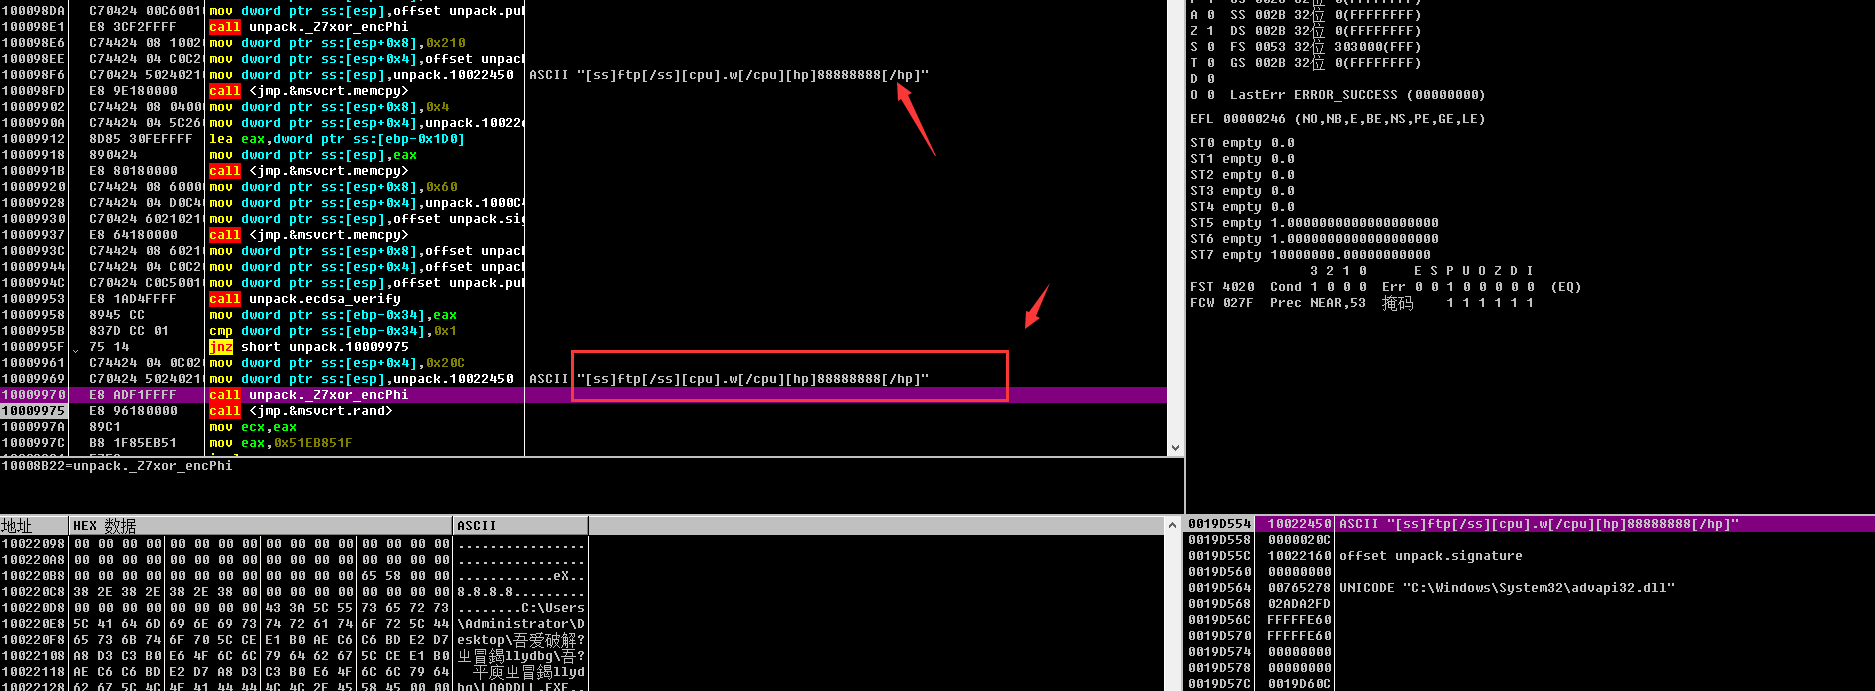 100098DA C70424 00C6001 mov dword ptr ss:[esp],offset unpack.pu
100098E1 E8 3CF2FFFF call unpack._Z7xor_encPhi
100098E6 C74424 08 1002 mov dword ptr ss:[esp+0x8],0x210
100098EE C74424 04 C0C2 mov dword ptr ss:[esp+0x4],offset unpac
100098F6 C70424 5024021 mov dword ptr ss:[esp],unpack.10022450 ASCII "[ss]ftp[/ss][cpu].w[/cpu][hp]88888888[/hp]"
100098FD E8 9E180000 call <jmp.&msvcrt.memcpy>
10009902 C74424 08 0400 mov dword ptr ss:[esp+0x8],0x4
1000990A C74424 04 5C26 mov dword ptr ss:[esp+0x4],unpack.1002
10009912 8D85 30FEFFFF lea eax,dword ptr ss:[ebp-0x1D0]
10009918 890424 mov dword ptr ss:[esp],eax
1000991B E8 80180000 call <jmp.&msvcrt.memcpy>
10009920 C74424 08 6000 mov dword ptr ss:[esp+0x8],0x60
10009928 C74424 04 D0C4 mov dword ptr ss:[esp+0x4],unpack.1000C
10009930 C70424 6021021 mov dword ptr ss:[esp],offset unpack.si
10009937 E8 64180000 call <jmp.&msvcrt.memcpy>
1000993C C74424 08 6021 mov dword ptr ss:[esp+0x8],offset unpac
10009944 C74424 04 C0C2 mov dword ptr ss:[esp+0x4],offset unpac
1000994C C70424 C0C5001 mov dword ptr ss:[esp],offset unpack.pu
10009953 E8 1AD4FFFF call unpack.ecdsa_verify
10009958 8945 CC mov dword ptr ss:[ebp-0x34],eax
1000995B 837D CC 01 cmp dword ptr ss:[ebp-0x34],0x1
1000995F 75 14 jnz short unpack.10009975
10009961 C74424 04 0C02 mov dword ptr ss:[esp+0x4],0x20C
10009969 C70424 5024021 mov dword ptr ss:[esp],unpack.10022450 ASCII "[ss]ftp[/ss][cpu].w[/cpu][hp]88888888[/hp]"
10009970 E8 ADF1FFFF call unpack._Z7xor_encPhi
10009975 E8 96180000 call <jmp.&msvcrt.rand>
1000997A 89C1 mov ecx,eax
1000997C B8 1F85EB51 mov eax,0x51EB851F
10008B22=unpack._Z7xor_encPhi
A 0 SS 002B 32位 0(FFFFFFFF)
Z 1 DS 002B 32位 0(FFFFFFFF)
S 0 FS 0053 32位 303000(FFF)
T 0 GS 002B 32位 0(FFFFFFFF)
D 0
O 0 LastErr ERROR_SUCCESS (00000000)
EFL 00000246 (NO,NB,E,BE,NS,PE,GE,LE)
ST0 empty 0.0
ST1 empty 0.0
ST2 empty 0.0
ST3 empty 0.0
ST4 empty 0.0
ST5 empty 1.0000000000000000000
ST6 empty 1.0000000000000000000
ST7 empty 10000000.00000000000
3 2 1 0 E S P U O Z D I
FST 4020 Cond 1 0 0 0 Err 0 0 1 0 0 0 0 0 (EQ)
FCW 027F Prec NEAR,53 掩码 1 1 1 1 1 1
地址 HEX 数据 ASCII
10022098 00 00 00 00 00 00 00 00 00 00 00 00 00 00 00 00 ................
100220A8 00 00 00 00 00 00 00 00 00 00 00 00 00 00 00 00 ................
100220B8 00 00 00 00 00 00 00 00 00 00 00 00 65 58 00 00 ............eX..
100220C8 38 2E 38 2E 38 2E 38 00 00 00 00 00 00 00 00 00 8.8.8.8.........
100220D8 00 00 00 00 00 00 00 00 43 3A 5C 55 73 65 72 73 ........C:\Users
100220E8 5C 41 64 6D 69 6E 69 73 74 72 61 74 6F 72 5C 44 \Administrator\D
100220F8 65 73 6B 74 6F 70 5C CE E1 B0 AE C6 C6 BD E2 D7 esktop\吾爱破解?
10022108 A8 D3 C3 B0 E6 4F 6C 6C 79 64 62 67 5C CE E1 B0 ㄓ冒鎉llydbg\吾?
10022118 AE C6 C6 BD E2 D7 A8 D3 C3 B0 E6 4F 6C 6C 79 64
10022128 62 67 5C 4C 4F 41 44 44 4C 4C 2E 45 58 45 00 00 bg\LOADDLL.EXE..
0019D554 10022450 ASCII "[ss]ftp[/ss][cpu].w[/cpu][hp]88888888[/hp]"
0019D558 0000020C
0019D55C 10022160 offset unpack.signature
0019D560 00000000
0019D564 00765278 UNICODE "C:\Windows\System32\advapi32.dll"
0019D568 02ADA2FD
0019D56C FFFFFE60
0019D570 FFFFFE60
0019D574 00000000
0019D578 00000000
0019D57C 0019D60C